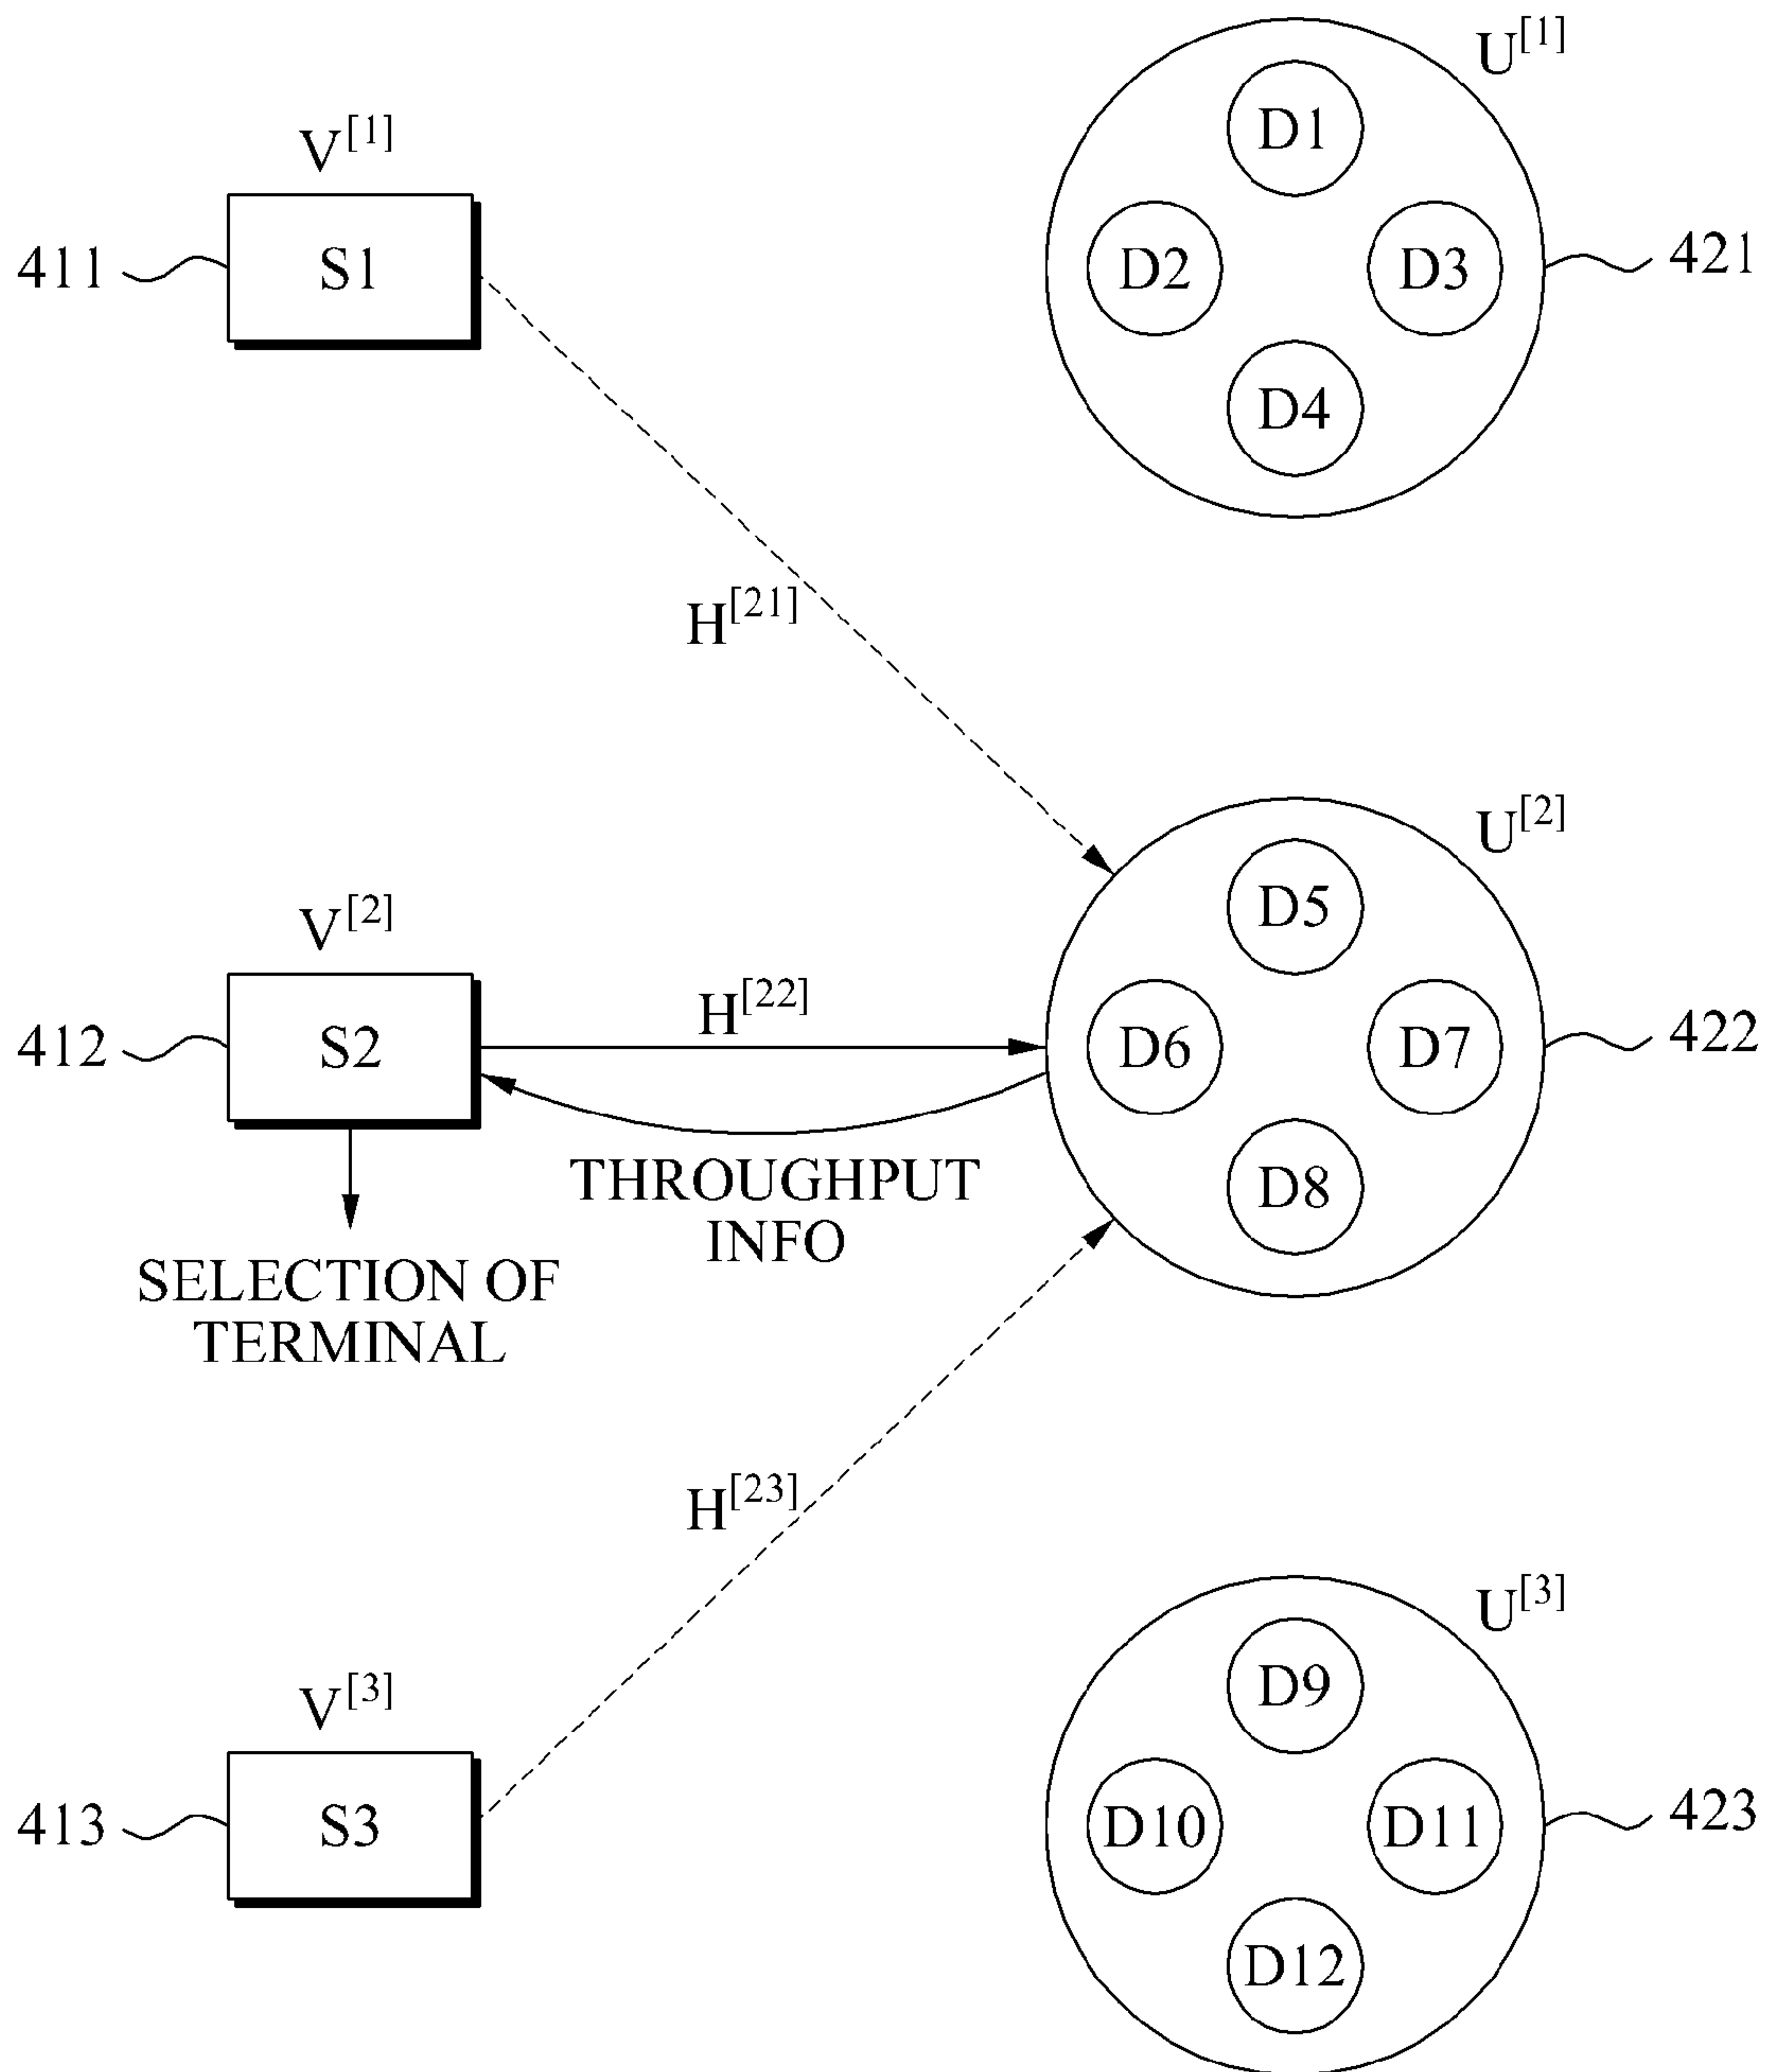 U[1]
D1
V[1]
411 S1 D2 D3 421
D4
H[21]
U[2]
D5
V[2]
H[22]
412 S2 D6 D7 422
THROUGHPUT
INFO
D8
SELECTION OF
TERMINAL
H[23]
U[3]
D9
V[3]
413 S3 D10 D11 423
D12